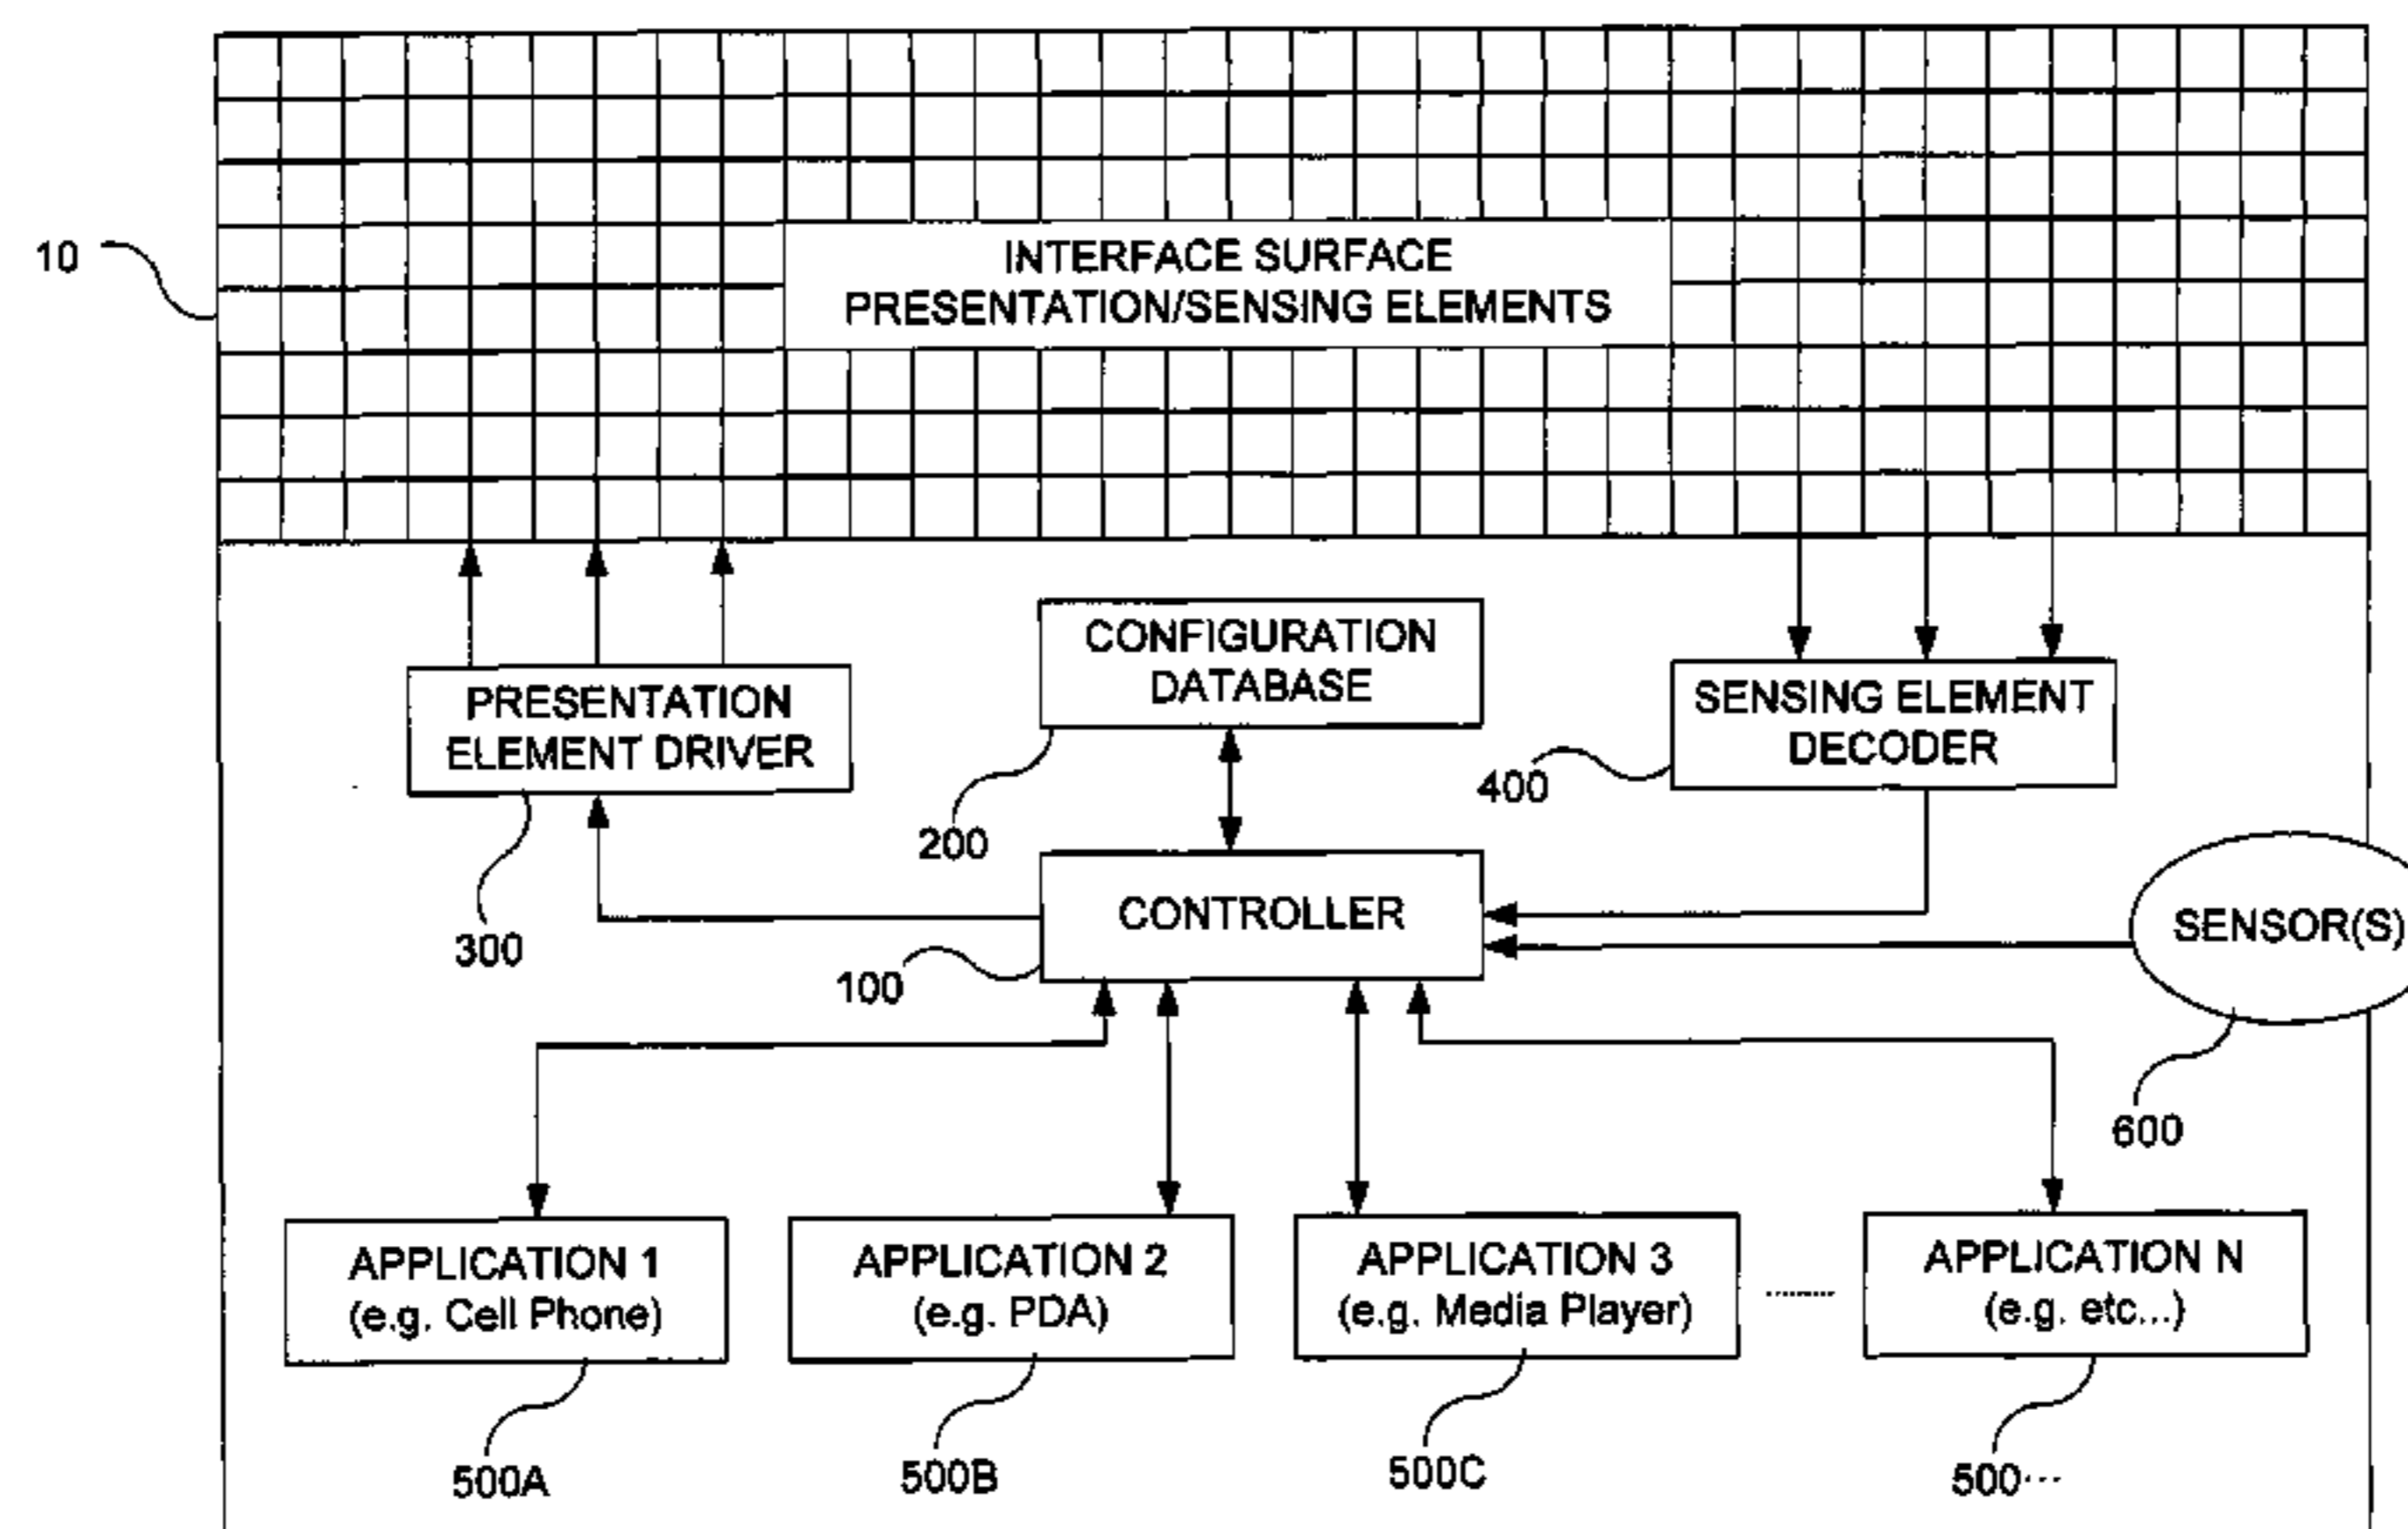 INTERFACE SURFACE
PRESENTATION/SENSING ELEMENTS
10
CONFIGURATION
DATABASE
200
PRESENTATION
ELEMENT DRIVER
300
SENSING ELEMENT
DECODER
400
CONTROLLER
100
SENSOR(S)
600
APPLICATION 1
(e.g. Cell Phone)
500A
APPLICATION 2
(e.g. PDA)
500B
APPLICATION 3
(e.g. Media Player)
500C
........
APPLICATION N
(e.g. etc...)
500...